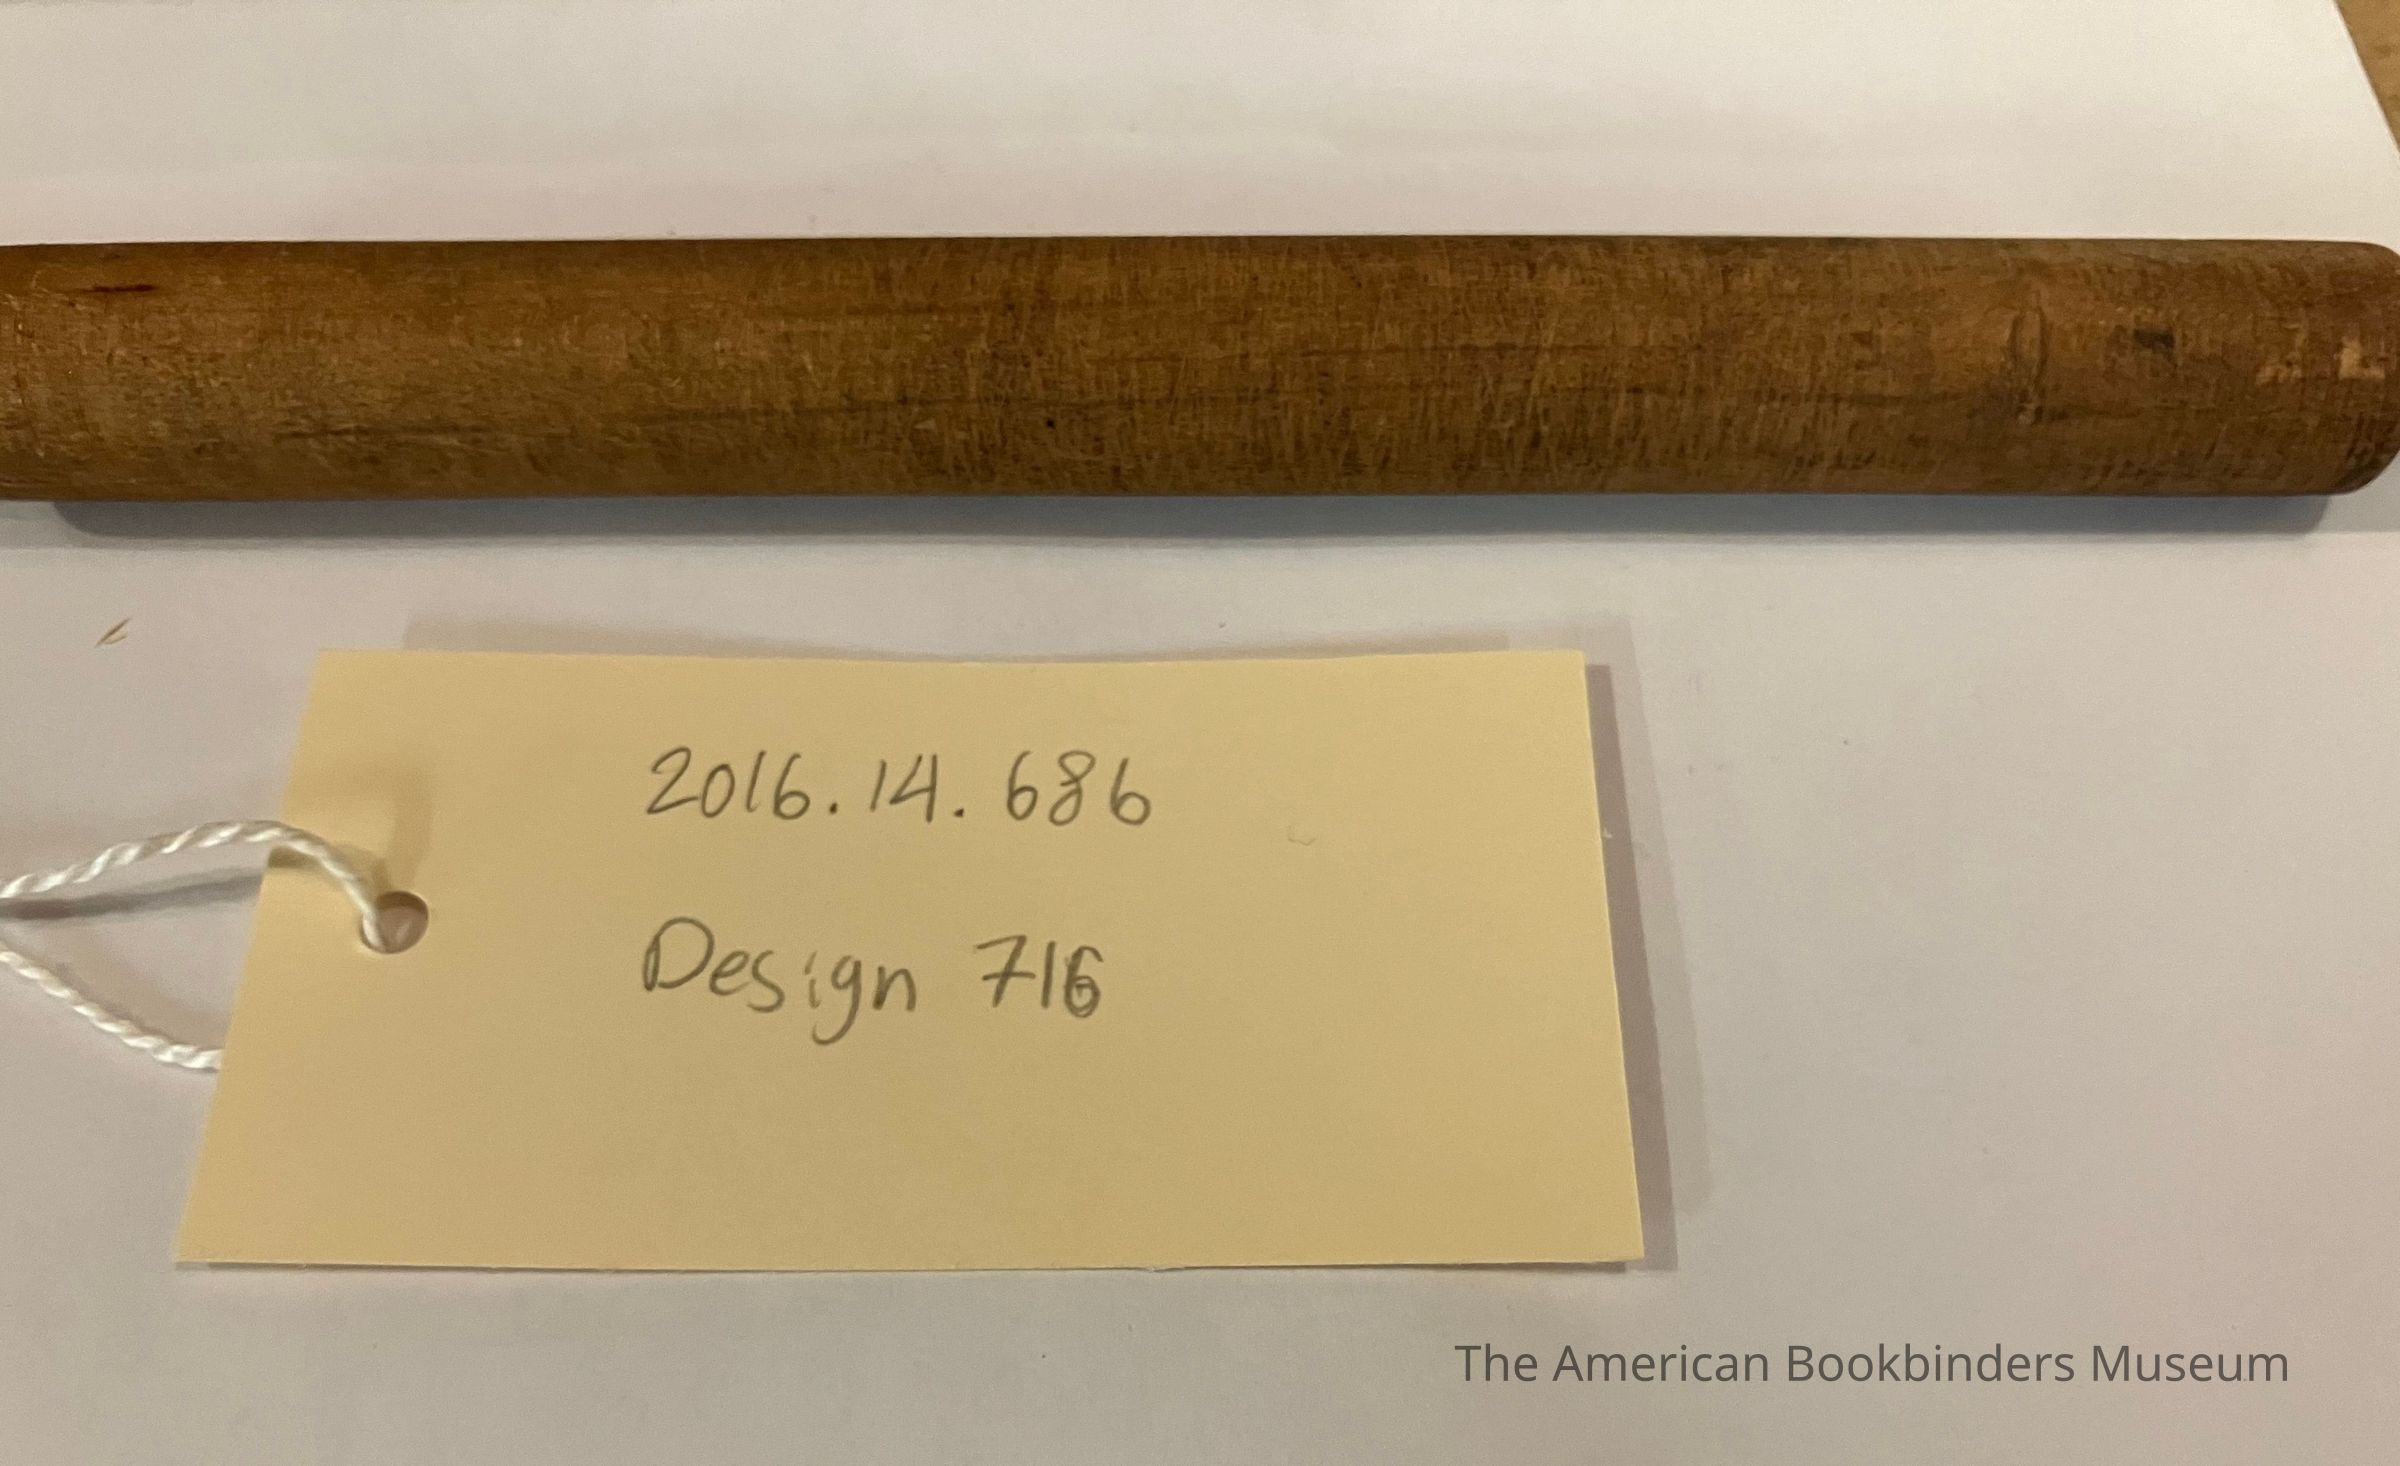 2016.14.686
Design 716
The American Bookbinders Museum